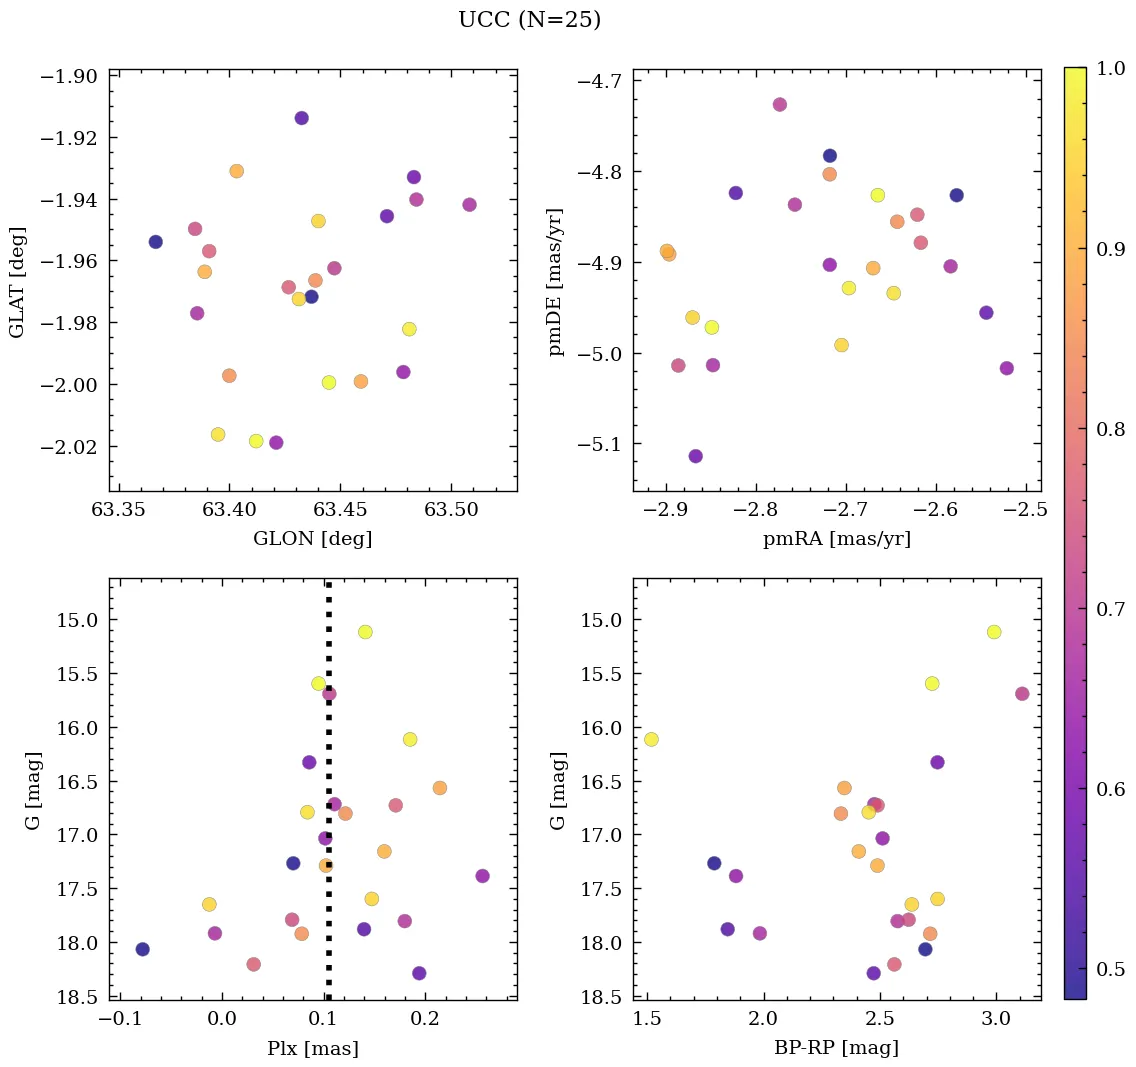 UCC (N=25)
−1.90
−1.92
−1.94
−1.96
−1.98
−2.00
−2.02
GLAT [deg]
63.35 63.40 63.45 63.50
GLON [deg]
−4.7
−4.8
−4.9
−5.0
−5.1
pmDE [mas/yr]
−2.9 −2.8 −2.7 −2.6 −2.5
pmRA [mas/yr]
15.0
15.5
16.0
16.5
17.0
17.5
18.0
18.5
G [mag]
−0.1 0.0 0.1 0.2
Plx [mas]
15.0
15.5
16.0
16.5
17.0
17.5
18.0
18.5
G [mag]
1.5 2.0 2.5 3.0
BP-RP [mag]
1.0
0.9
0.8
0.7
0.6
0.5